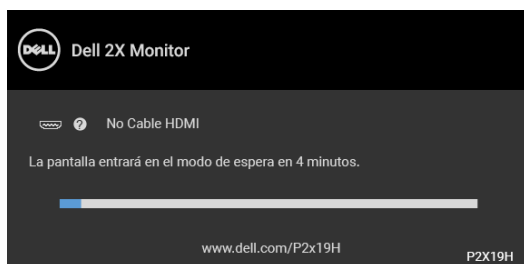 DELL
Dell 2X Monitor
No Cable HDMI
La pantalla entrará en el modo de espera en 4 minutos.
www.dell.com/P2x19H
P2X19H